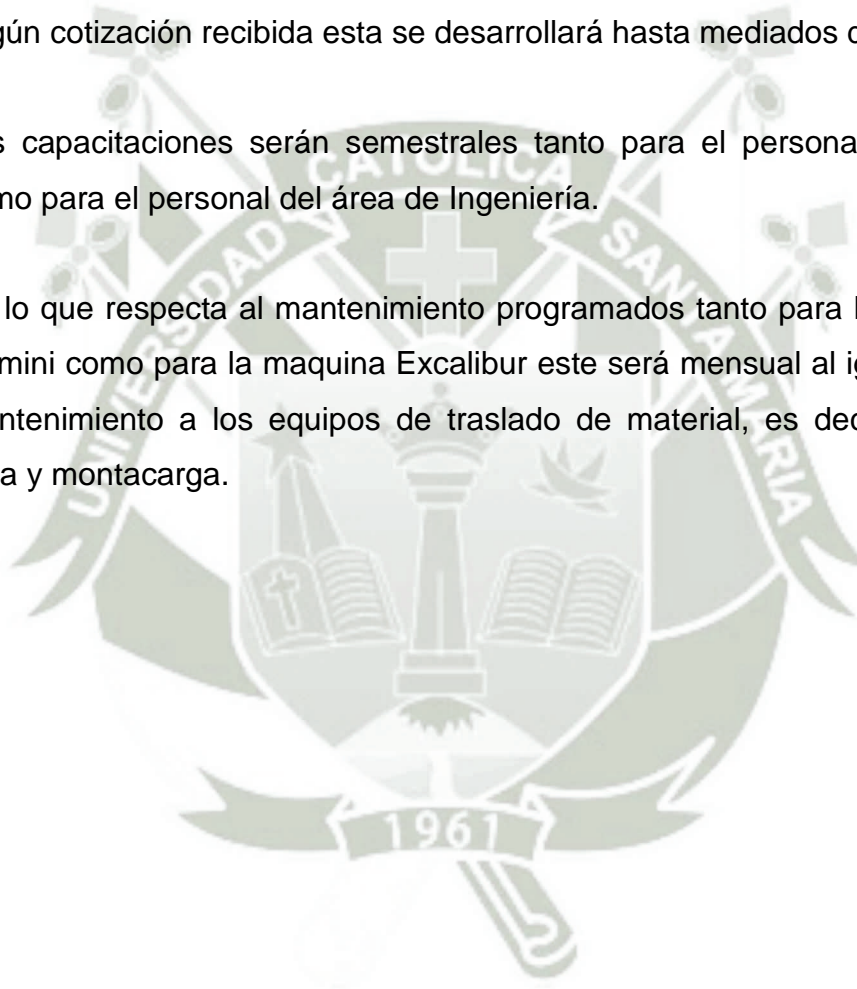 gún cotización recibida esta se desarrollará hasta mediados
s capacitaciones serán semestrales tanto para el persona
mo para el personal del área de Ingeniería.
lo que respecta al mantenimiento programados tanto para
mini como para la maquina Excalibur este será mensual al
ntenimiento a los equipos de traslado de material, es
a y montacarga.
UNIVERSIDAD CATOLICA SANTA MARIA
1961